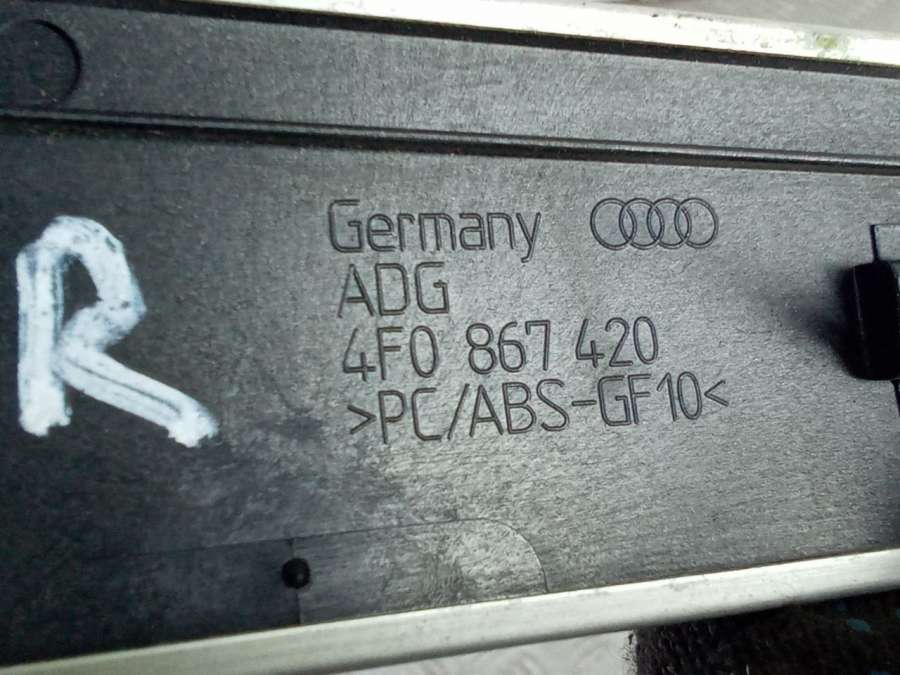 R
Germany
ADG
4F0 867 420
>PC/ABS-GF10<